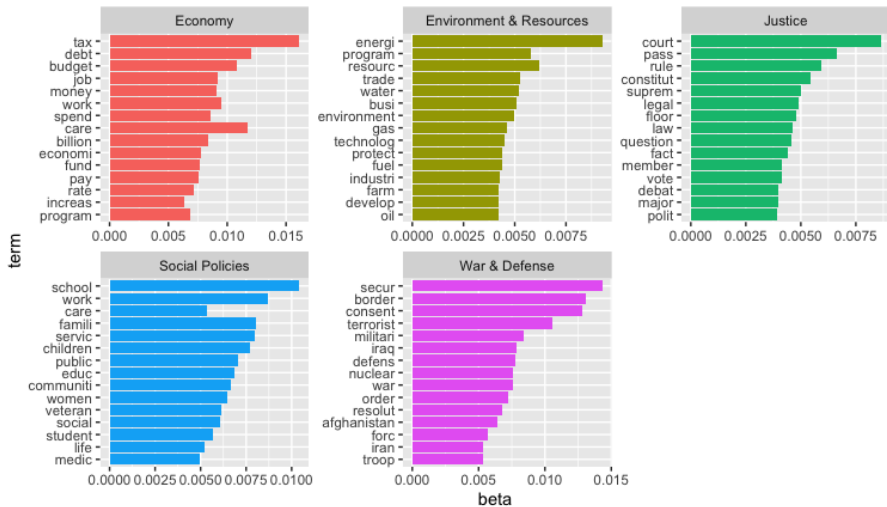 Economy
tax
debt
budget
job
money
work
spend
care
billion
economi
fund
pay
rate
increas
program
0.000 0.005 0.010 0.015
Environment & Resources
energi
program
resourc
trade
water
busi
environment
gas
technolog
protect
fuel
industri
farm
develop
oil
0.0000 0.0025 0.0050 0.0075
Justice
court
pass
rule
constitut
suprem
legal
floor
law
question
fact
member
vote
debat
major
polit
0.0000 0.0025 0.0050 0.0075
term
Social Policies
school
work
care
famili
servic
children
public
educ
communiti
women
veteran
social
student
life
medic
0.0000 0.0025 0.0050 0.0075 0.0100
War & Defense
secur
border
consent
terrorist
militari
iraq
defens
nuclear
war
order
resolut
afghanistan
forc
iran
troop
0.000 0.005 0.010 0.015
beta